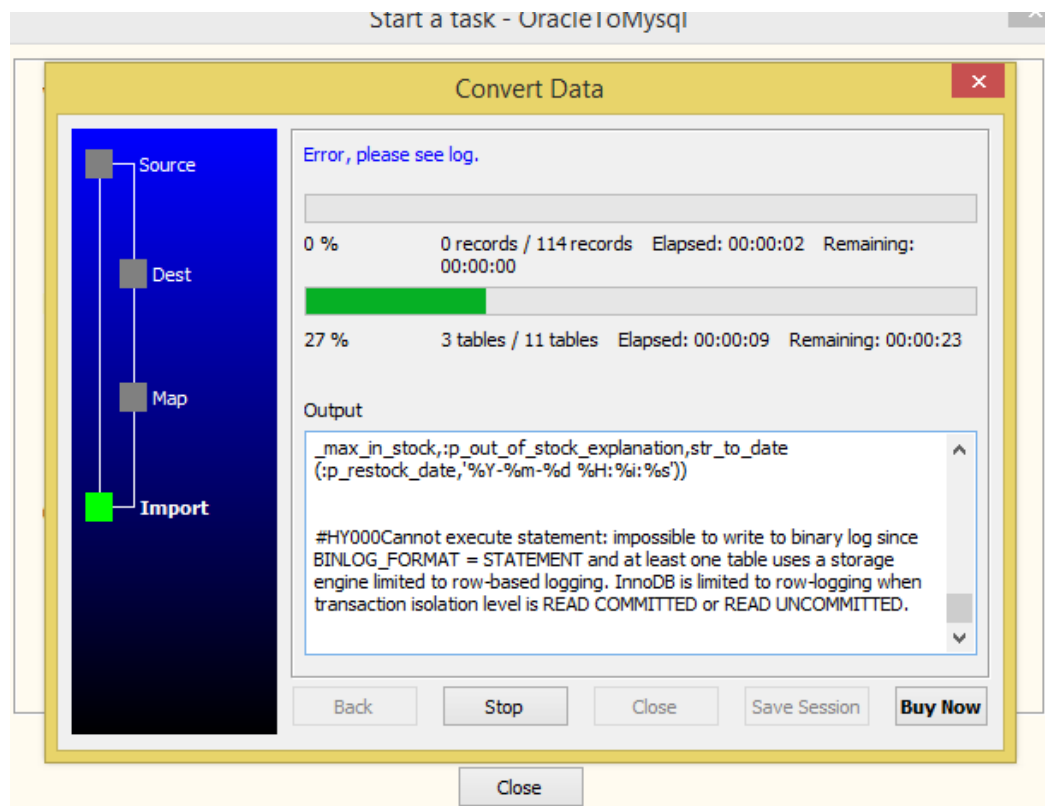 Start a task - OracleToMysql
Convert Data
Source
Dest
Map
Import
Error, please see log.
0 % 0 records / 114 records Elapsed: 00:00:02 Remaining:
00:00:00
27 % 3 tables / 11 tables Elapsed: 00:00:09 Remaining: 00:00:23
Output
_max_in_stock,:p_out_of_stock_explanation,str_to_date
(:p_restock_date,'%Y-%m-%d %H:%i:%s'))
#HY000Cannot execute statement: impossible to write to binary log since
BINLOG_FORMAT = STATEMENT and at least one table uses a storage
engine limited to row-based logging. InnoDB is limited to row-logging when
transaction isolation level is READ COMMITTED or READ UNCOMMITTED.
Back Stop Close Save Session Buy Now
Close